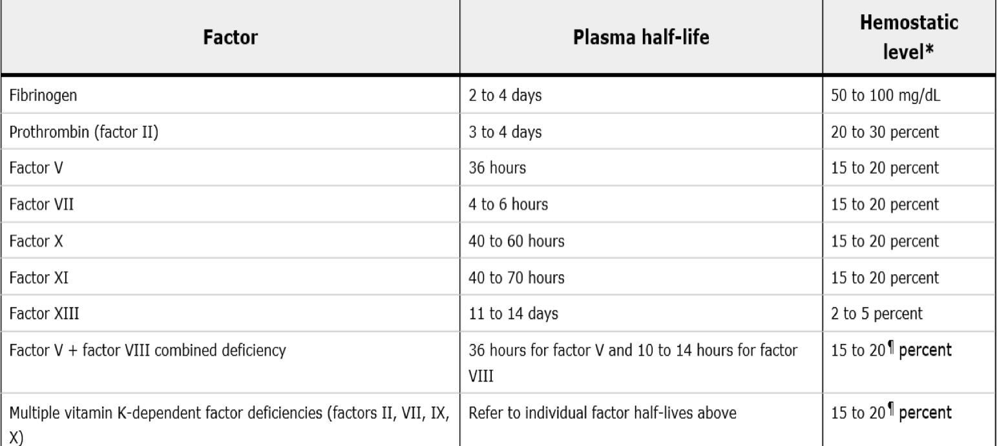 Factor Plasma half-life Hemostatic
level*
Fibrinogen 2 to 4 days 50 to 100 mg/dL
Prothrombin (factor II) 3 to 4 days 20 to 30 percent
Factor V 36 hours 15 to 20 percent
Factor VII 4 to 6 hours 15 to 20 percent
Factor X 40 to 60 hours 15 to 20 percent
Factor XI 40 to 70 hours 15 to 20 percent
Factor XIII 11 to 14 days 2 to 5 percent
Factor V + factor VIII combined deficiency 36 hours for factor V and 10 to 14 hours for factor 15 to 20¶ percent
VIII
Multiple vitamin K-dependent factor deficiencies (factors II, VII, IX, Refer to individual factor half-lives above 15 to 20¶ percent
X)